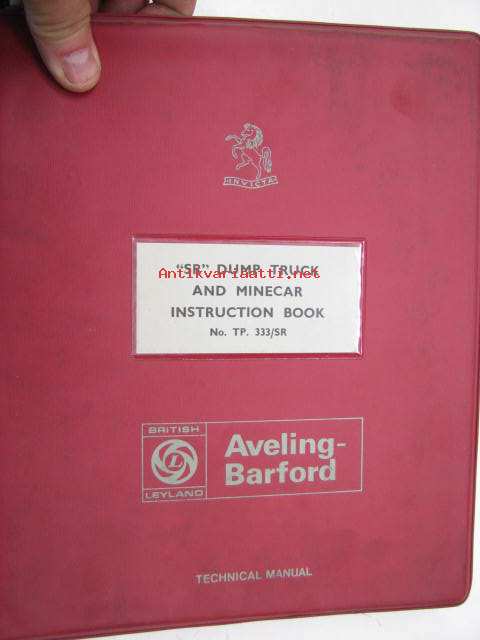 INVICTA
"SR" DUMP TRUCK
Antikvariaatti.net
AND MINECAR
INSTRUCTION BOOK
No. TP. 333/SR
BRITISH
L
LEYLAND
Aveling-
Barford
TECHNICAL MANUAL